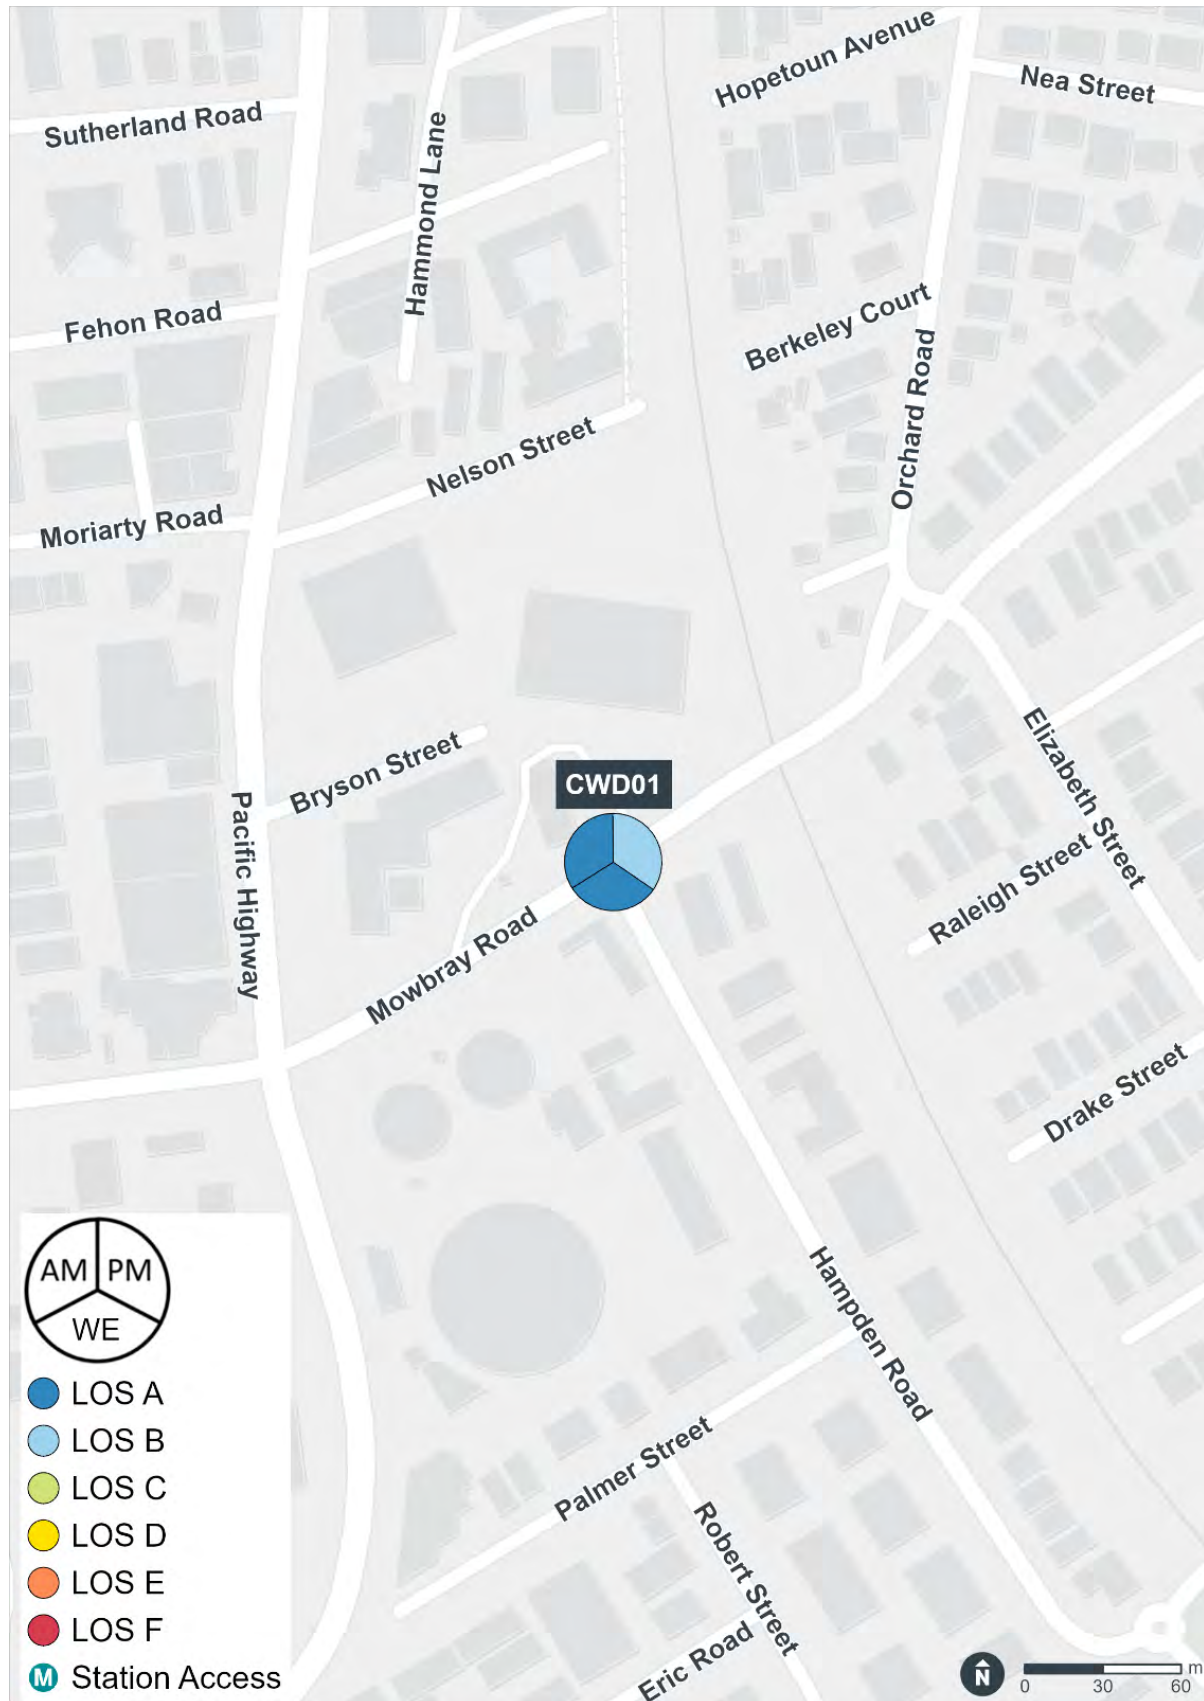 Hopetoun Avenue
Nea Street
Sutherland Road
Hammond Lane
Fehon Road
Berkeley Court
Orchard Road
Nelson Street
Moriarty Road
Bryson Street
CWD01
Elizabeth Street
Pacific Highway
Raleigh Street
Mowbray Road
Drake Street
Hampden Road
Palmer Street
Robert Street
Eric Road
AM PM
WE
LOS A
LOS B
LOS C
LOS D
LOS E
LOS F
M Station Access
N
0 30 60 m